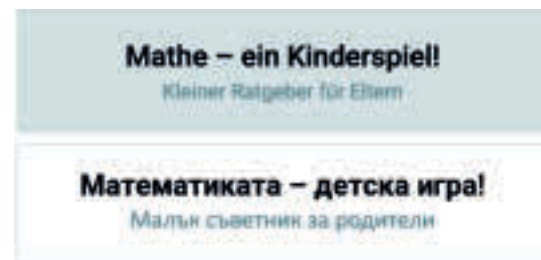 Mathe – ein Kinderspiel!
Kleiner Ratgeber für Eltern
Математиката – детска игра!
Малък съветник за родители